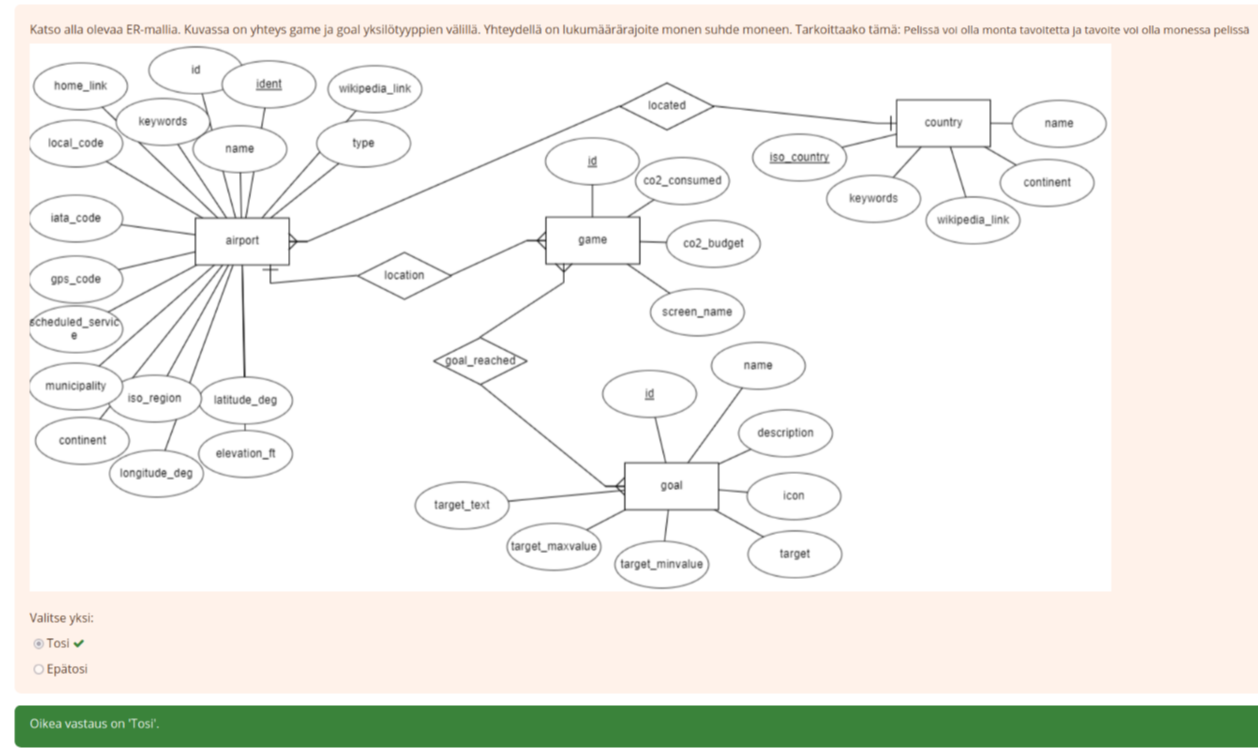 Katso alla olevaa ER-mallia. Kuvassa on yhteys game ja goal yksilötyyppien välillä. Yhteydellä on lukumäärärajoite monen suhde moneen. Tarkoittaako tämä: Pelissä voi olla monta tavoitetta ja tavoite voi olla monessa pelissä
home_link
id
ident
wikipedia_link
keywords
local_code
name
type
located
country
name
iso_country
continent
keywords
wikipedia_link
id
co2_consumed
iata_code
airport
game
co2_budget
gps_code
location
screen_name
scheduled_servic
e
goal_reached
name
municipality
iso_region
latitude_deg
id
continent
elevation_ft
description
longitude_deg
goal
icon
target_text
target_maxvalue
target_minvalue
target
Valitse yksi:
Tosi
Epätosi
Oikea vastaus on 'Tosi'.